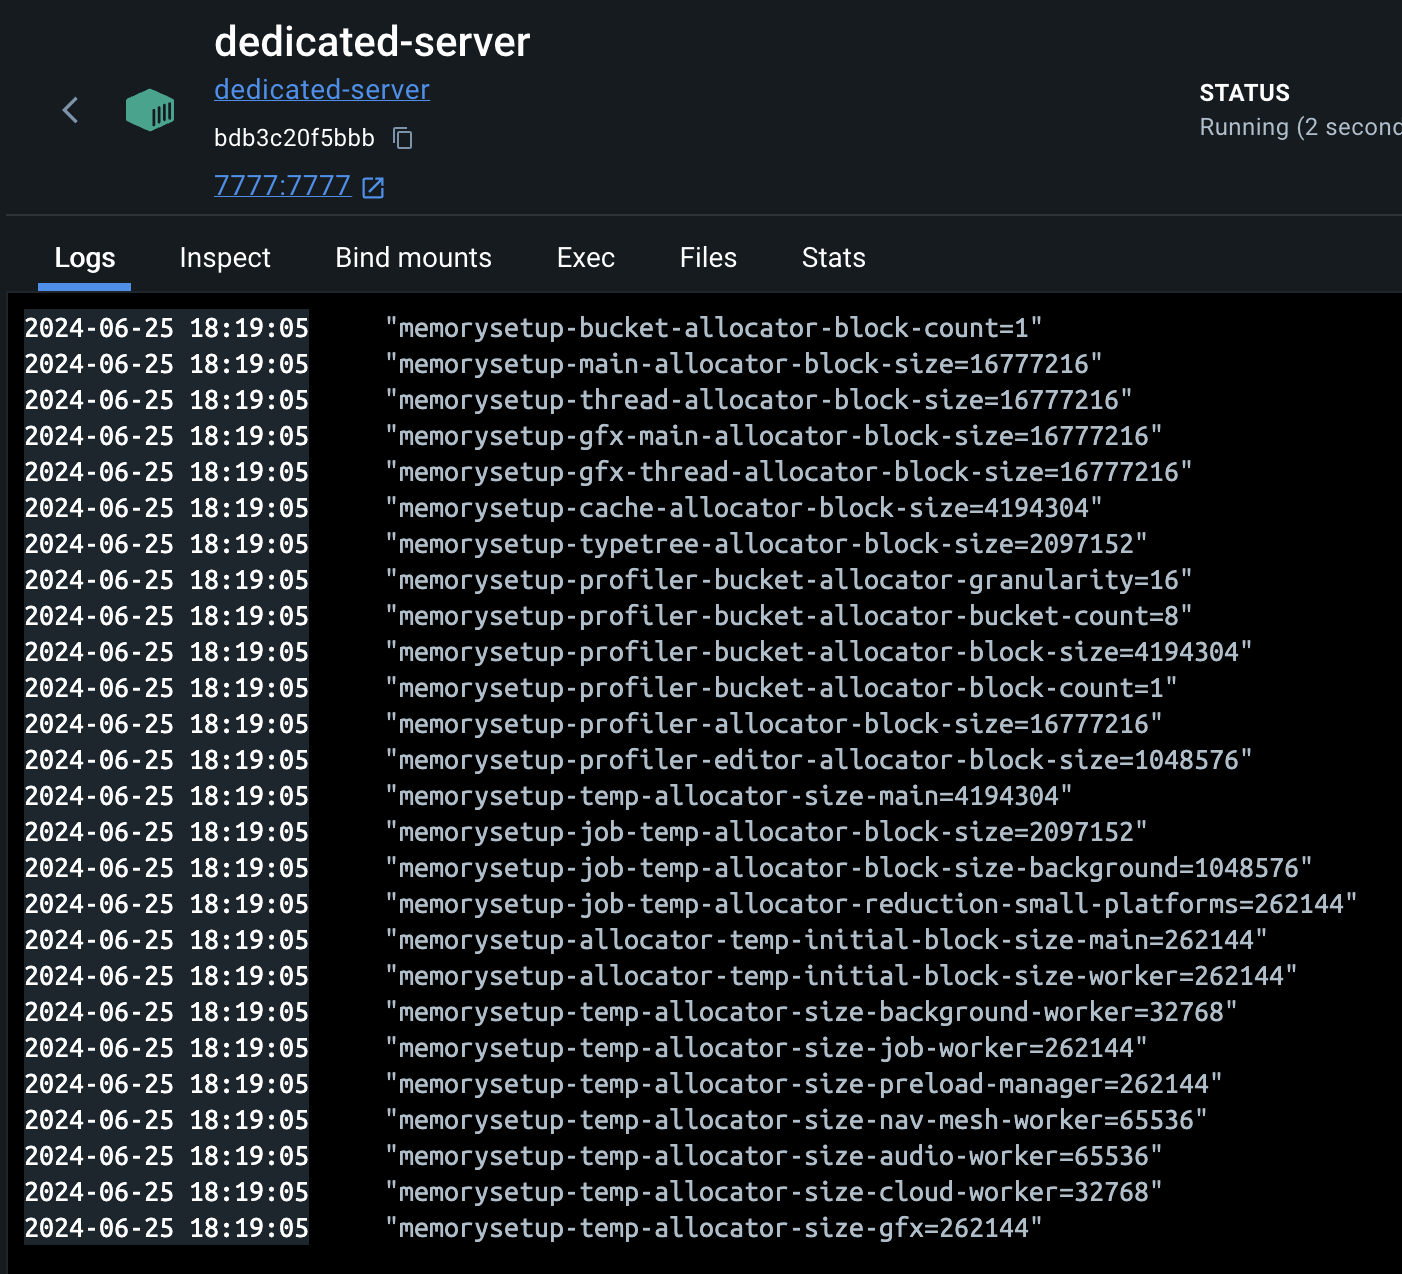 dedicated-server
dedicated-server
STATUS
Running (2 second
bdb3c20f5bbb
7777:7777
Logs Inspect Bind mounts Exec Files Stats
2024-06-25 18:19:05 "memorysetup-bucket-allocator-block-count=1"
2024-06-25 18:19:05 "memorysetup-main-allocator-block-size=16777216"
2024-06-25 18:19:05 "memorysetup-thread-allocator-block-size=16777216"
2024-06-25 18:19:05 "memorysetup-gfx-main-allocator-block-size=16777216"
2024-06-25 18:19:05 "memorysetup-gfx-thread-allocator-block-size=16777216"
2024-06-25 18:19:05 "memorysetup-cache-allocator-block-size=4194304"
2024-06-25 18:19:05 "memorysetup-typetree-allocator-block-size=2097152"
2024-06-25 18:19:05 "memorysetup-profiler-bucket-allocator-granularity=16"
2024-06-25 18:19:05 "memorysetup-profiler-bucket-allocator-bucket-count=8"
2024-06-25 18:19:05 "memorysetup-profiler-bucket-allocator-block-size=4194304"
2024-06-25 18:19:05 "memorysetup-profiler-bucket-allocator-block-count=1"
2024-06-25 18:19:05 "memorysetup-profiler-allocator-block-size=16777216"
2024-06-25 18:19:05 "memorysetup-profiler-editor-allocator-block-size=1048576"
2024-06-25 18:19:05 "memorysetup-temp-allocator-size-main=4194304"
2024-06-25 18:19:05 "memorysetup-job-temp-allocator-block-size=2097152"
2024-06-25 18:19:05 "memorysetup-job-temp-allocator-block-size-background=1048576"
2024-06-25 18:19:05 "memorysetup-job-temp-allocator-reduction-small-platforms=262144"
2024-06-25 18:19:05 "memorysetup-allocator-temp-initial-block-size-main=262144"
2024-06-25 18:19:05 "memorysetup-allocator-temp-initial-block-size-worker=262144"
2024-06-25 18:19:05 "memorysetup-temp-allocator-size-background-worker=32768"
2024-06-25 18:19:05 "memorysetup-temp-allocator-size-job-worker=262144"
2024-06-25 18:19:05 "memorysetup-temp-allocator-size-preload-manager=262144"
2024-06-25 18:19:05 "memorysetup-temp-allocator-size-nav-mesh-worker=65536"
2024-06-25 18:19:05 "memorysetup-temp-allocator-size-audio-worker=65536"
2024-06-25 18:19:05 "memorysetup-temp-allocator-size-cloud-worker=32768"
2024-06-25 18:19:05 "memorysetup-temp-allocator-size-gfx=262144"